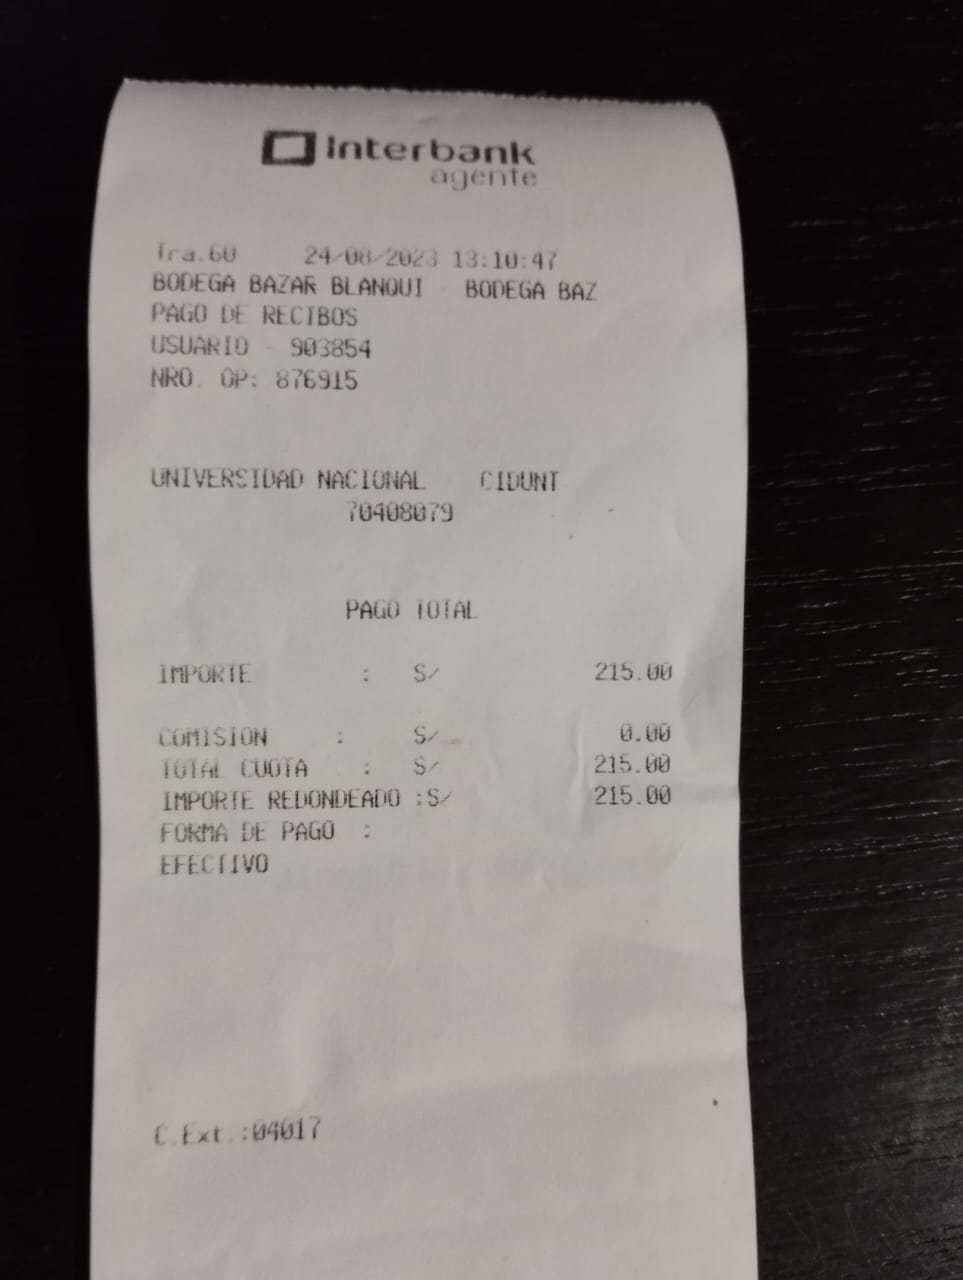 interbank
agente
Tra.60 24/08/2023 13:10:47
BODEGA BAZAR BLANQUI - BODEGA BAZ
PAGO DE RECIBOS
USUARIO - 903854
NRO. OP: 876915
UNIVERSIDAD NACIONAL CIDUNT
70408079
PAGO TOTAL
IMPORTE : S/ 215.00
COMISION : S/ 0.00
TOTAL CUOTA : S/ 215.00
IMPORTE REDONDEADO :S/ 215.00
FORMA DE PAGO :
EFECTIVO
C.Ext.:04017